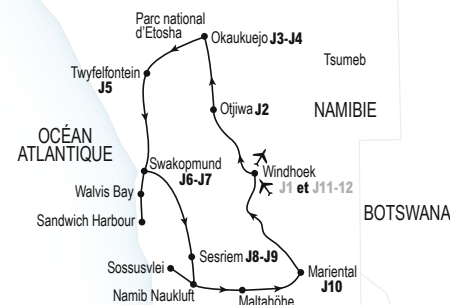 Parc national
d'Etosha
Okaukuejo J3-J4
Tsumeb
Twyfelfontein
J5
Otjiwa J2
NAMIBIE
OCÉAN
ATLANTIQUE
Swakopmund
J6-J7
Windhoek
J1 et J11-12
Walvis Bay
BOTSWANA
Sandwich Harbour
Sesriem J8-J9
Sossusvlei
Mariental
J10
Namib Naukluft
Maltahöhe